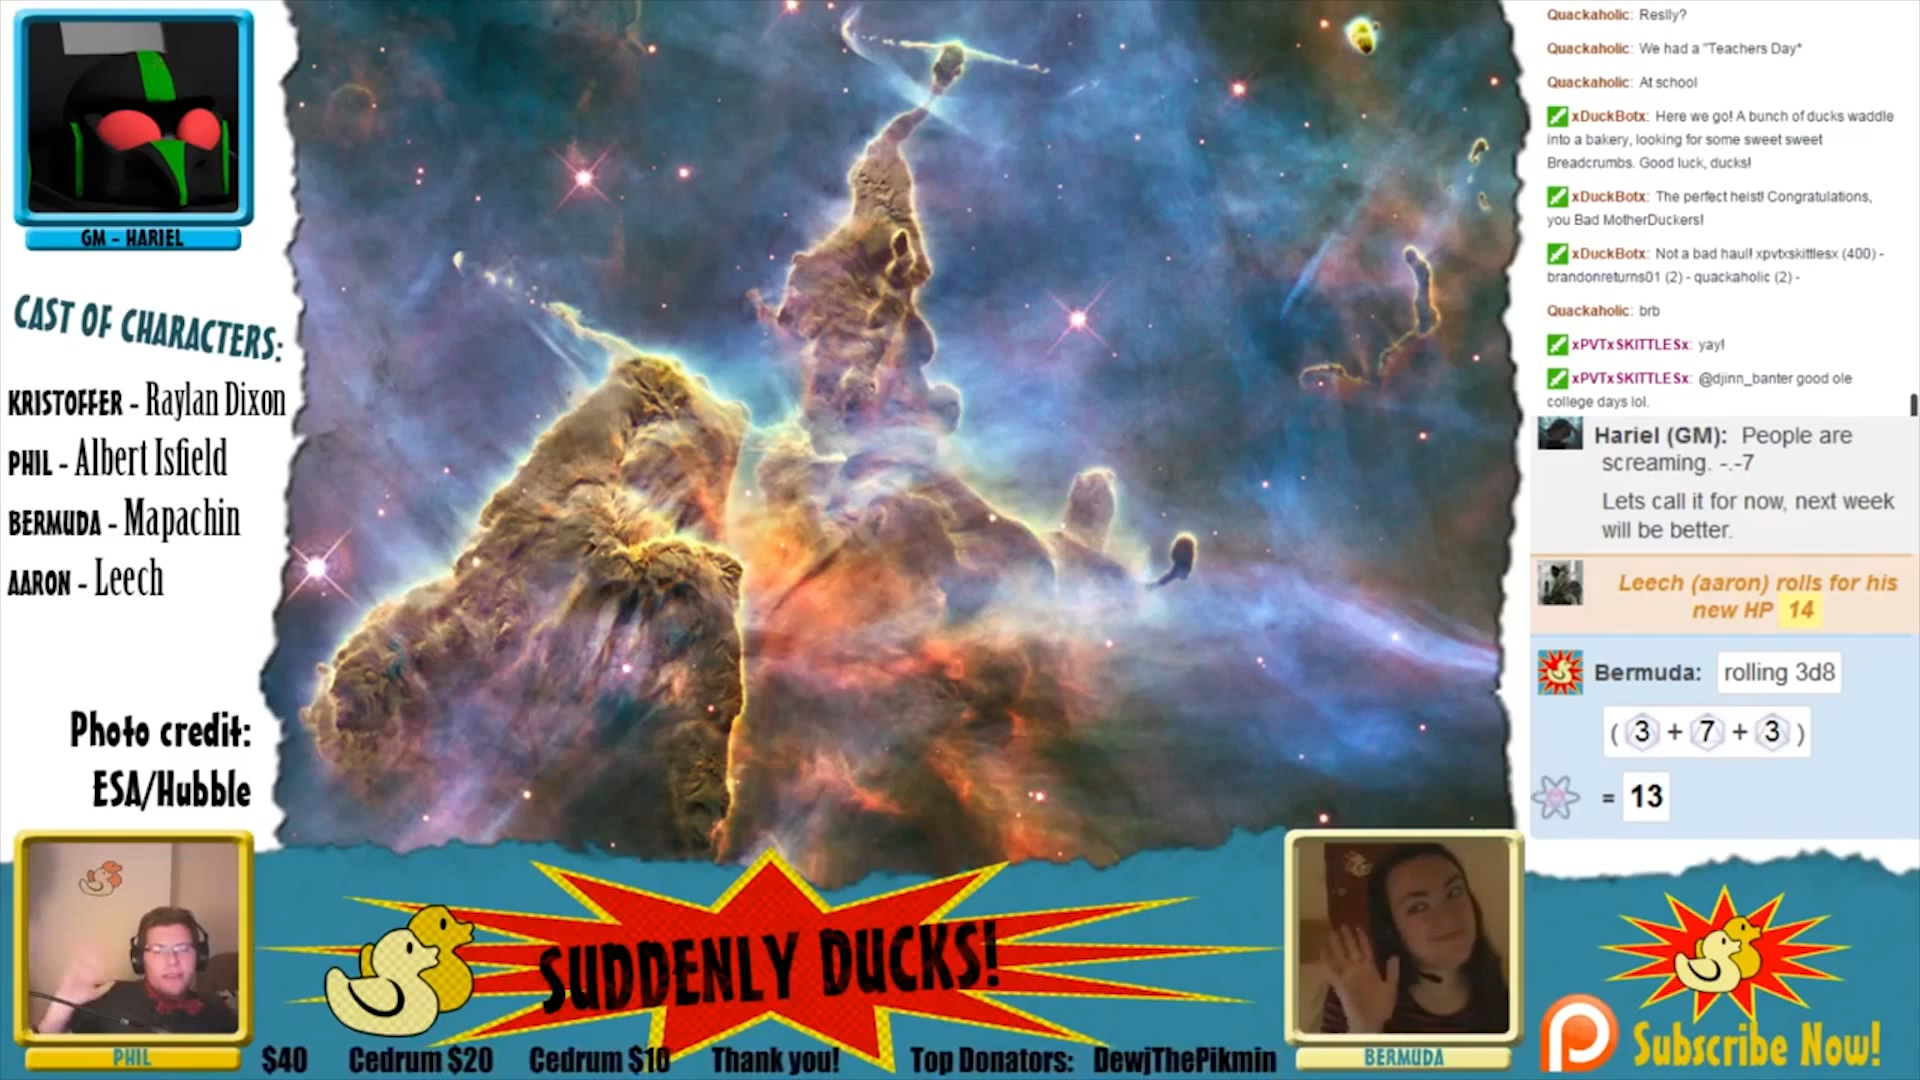 GM - HARIEL
CAST OF CHARACTERS:
KRISTOFFER - Raylan Dixon
PHIL - Albert Isfield
BERMUDA - Mapachin
AARON - Leech
Photo credit:
ESA/Hubble
PHIL
SUDDENLY DUCKS!
$40 Cedrum $20 Cedrum $10 Thank you! Top Donators: DewjThePikmin
BERMUDA
Quackaholic: Reslly?
Quackaholic: We had a "Teachers Day*
Quackaholic: At school
xDuckBotx: Here we go! A bunch of ducks waddle
into a bakery, looking for some sweet sweet
Breadcrumbs. Good luck, ducks!
xDuckBotx: The perfect heist! Congratulations,
you Bad MotherDuckers!
xDuckBotx: Not a bad haul! xpvtxskittlesx (400) -
brandonreturns01 (2) - quackaholic (2) -
Quackaholic: brb
xPVTxSKITTLESx: yay!
xPVTxSKITTLESx: @djinn_banter good ole
college days lol.
Hariel (GM): People are
screaming. -.-7
Lets call it for now, next week
will be better.
Leech (aaron) rolls for his
new HP 14
Bermuda: rolling 3d8
( 3 + 7 + 3 )
= 13
Subscribe Now!